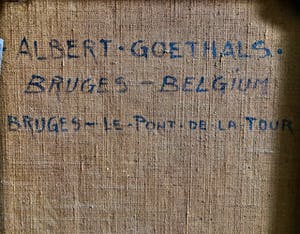 ALBERT · GOETHALS ·
BRUGES - BELGIUM
BRUGES - LE · PONT · DE · LA TOUR